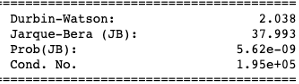 Durbin-Watson: 2.038
Jarque-Bera (JB): 37.993
Prob(JB): 5.62e-09
Cond. No. 1.95e+05